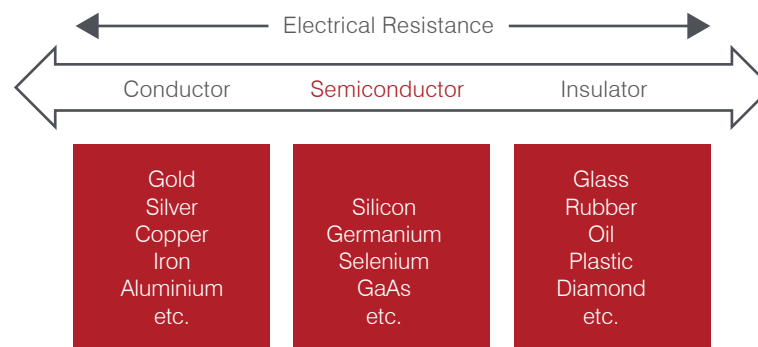 Electrical Resistance
Conductor
Semiconductor
Insulator
Gold
Silver
Copper
Iron
Aluminium
etc.
Silicon
Germanium
Selenium
GaAs
etc.
Glass
Rubber
Oil
Plastic
Diamond
etc.